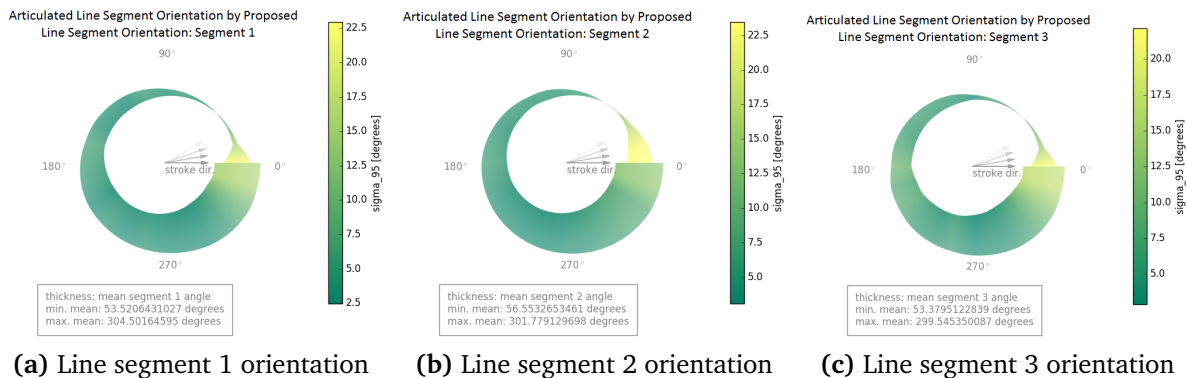 Articulated Line Segment Orientation by Proposed
Line Segment Orientation: Segment 1
90°
180°
0°
stroke dir.
270°
22.5
20.0
17.5
15.0
12.5
10.0
7.5
5.0
2.5
sigma_95 [degrees]
thickness: mean segment 1 angle
min. mean: 53.5206431027 degrees
max. mean: 304.50164595 degrees
(a) Line segment 1 orientation
Articulated Line Segment Orientation by Proposed
Line Segment Orientation: Segment 2
90°
180°
0°
stroke dir.
270°
22.5
20.0
17.5
15.0
12.5
10.0
7.5
5.0
sigma_95 [degrees]
thickness: mean segment 2 angle
min. mean: 56.5532653461 degrees
max. mean: 301.779129698 degrees
(b) Line segment 2 orientation
Articulated Line Segment Orientation by Proposed
Line Segment Orientation: Segment 3
90°
180°
0°
stroke dir.
270°
20.0
17.5
15.0
12.5
10.0
7.5
5.0
sigma_95 [degrees]
thickness: mean segment 3 angle
min. mean: 53.3795122839 degrees
max. mean: 299.545350087 degrees
(c) Line segment 3 orientation